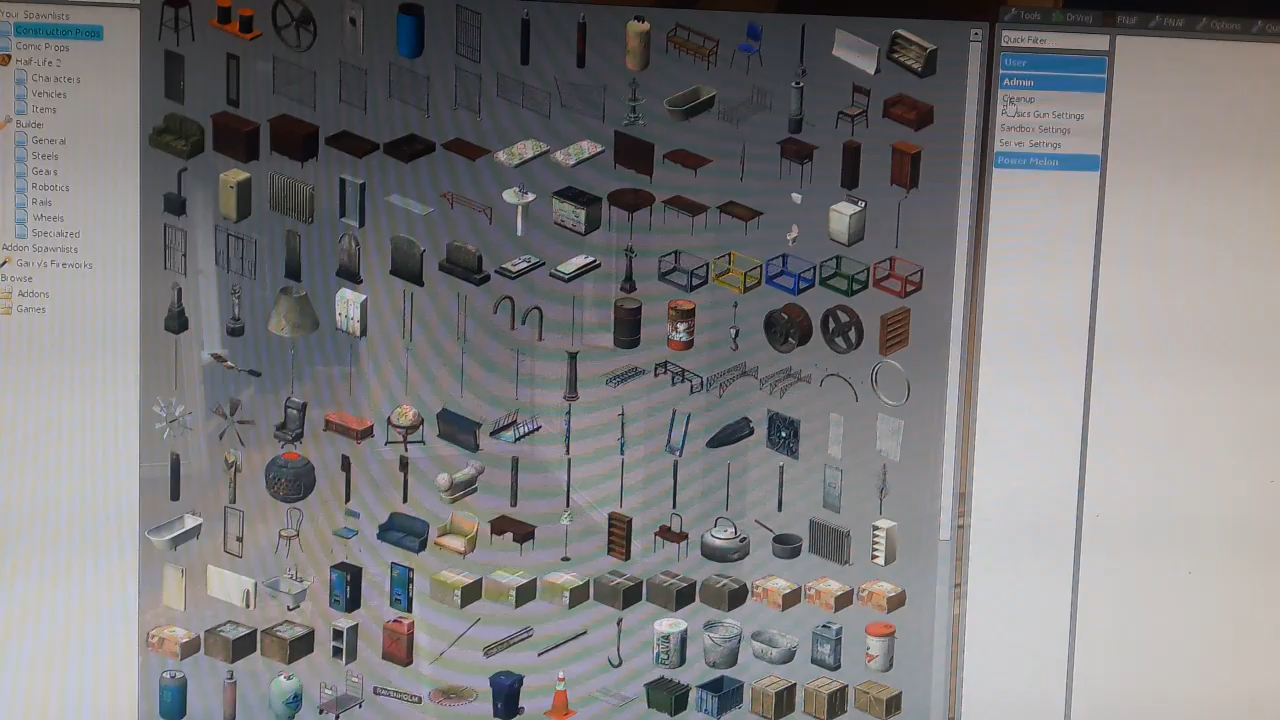 Your Spawnlists
Construction Props
Comic Props
Half-Life 2
Characters
Vehicles
Items
Builder
General
Steels
Gears
Robotics
Rails
Wheels
Specialized
Addon Spawnlists
Garry's Fireworks
Browse
Addons
Games
RAVENHOLM
Tools
DrVrej
FNAF
FNAF
Options
Quick Filter...
User
Admin
Cleanup
Physics Gun Settings
Sandbox Settings
Server Settings
Power Melon